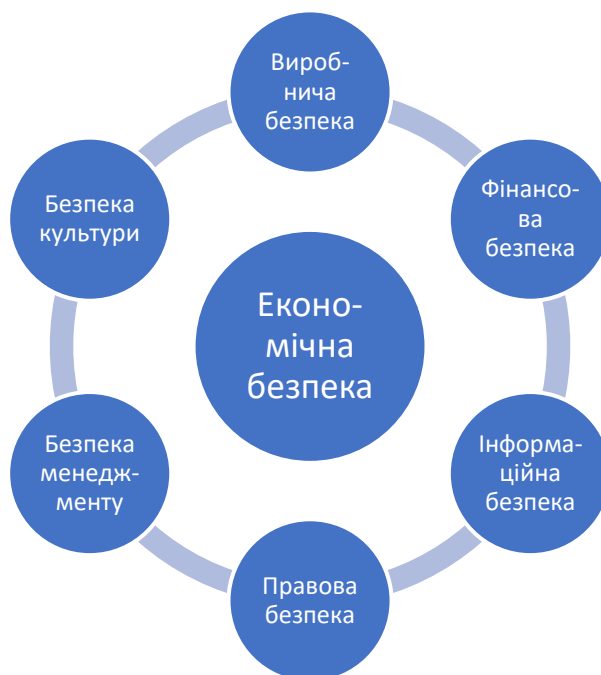 Вироб-
нича
безпека
Фінансо-
ва
безпека
Інформа-
ційна
безпека
Правова
безпека
Безпека
менедж-
менту
Безпека
культури
Еконо-
мічна
безпека